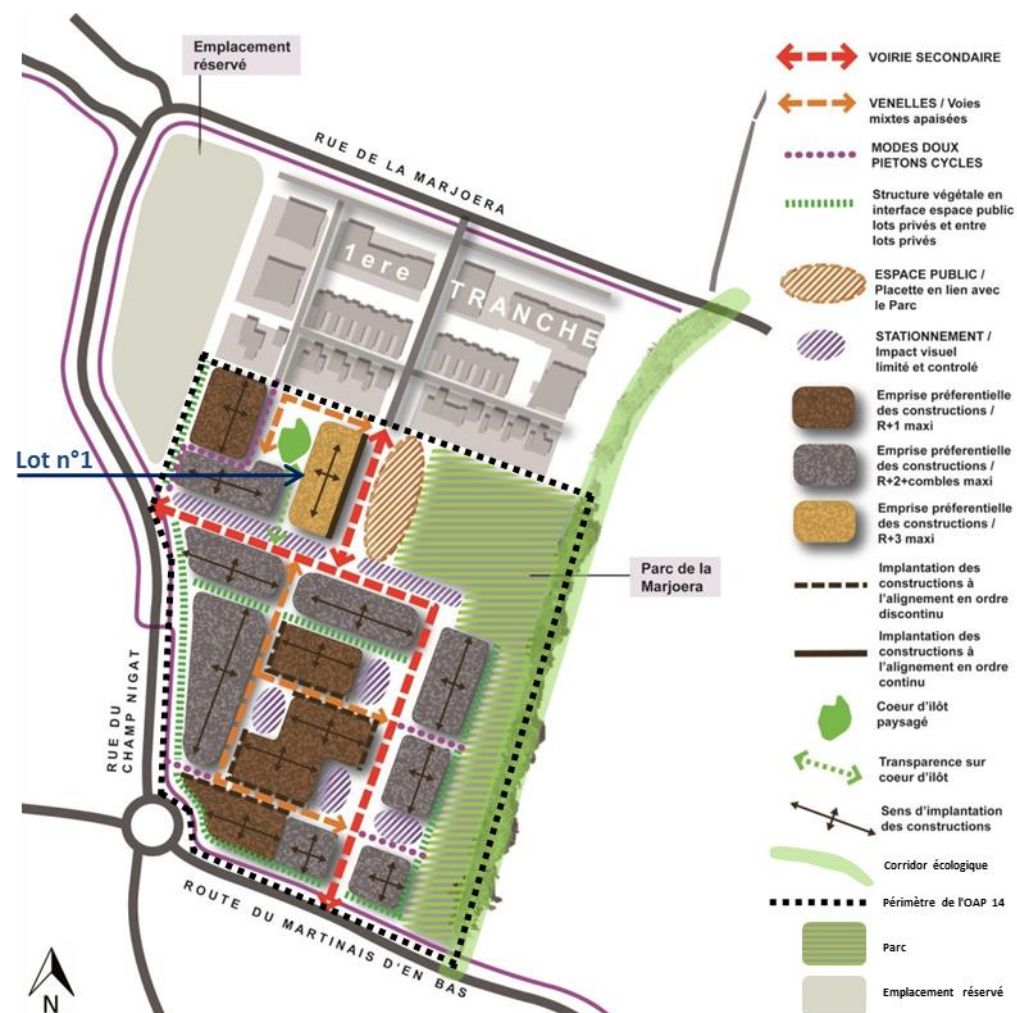 Emplacement
réservé
RUE DE LA MARJOERA
1ere
TRANCHE
Lot n°1
Parc de la
Marjoera
RUE DU
CHAMP NIGAT
ROUTE DU MARTINAIS D'EN BAS
N
VOIRIE SECONDAIRE
VENELLES / Voies
mixtes apaisées
MODES DOUX
PIETONS CYCLES
Structure végétale en
interface espace public
lots privés et entre
lots privés
ESPACE PUBLIC /
Placette en lien avec
le Parc
STATIONNEMENT /
Impact visuel
limité et controlé
Emprise préferentielle
des constructions /
R+1 maxi
Emprise préferentielle
des constructions /
R+2+combles maxi
Emprise préferentielle
des constructions /
R+3 maxi
Implantation des
constructions à
l'alignement en ordre
discontinu
Implantation des
constructions à
l'alignement en ordre
continu
Coeur d'ilôt
paysagé
Transparence sur
coeur d'ilôt
Sens d'implantation
des constructions
Corridor écologique
Périmètre de l'OAP 14
Parc
Emplacement réservé